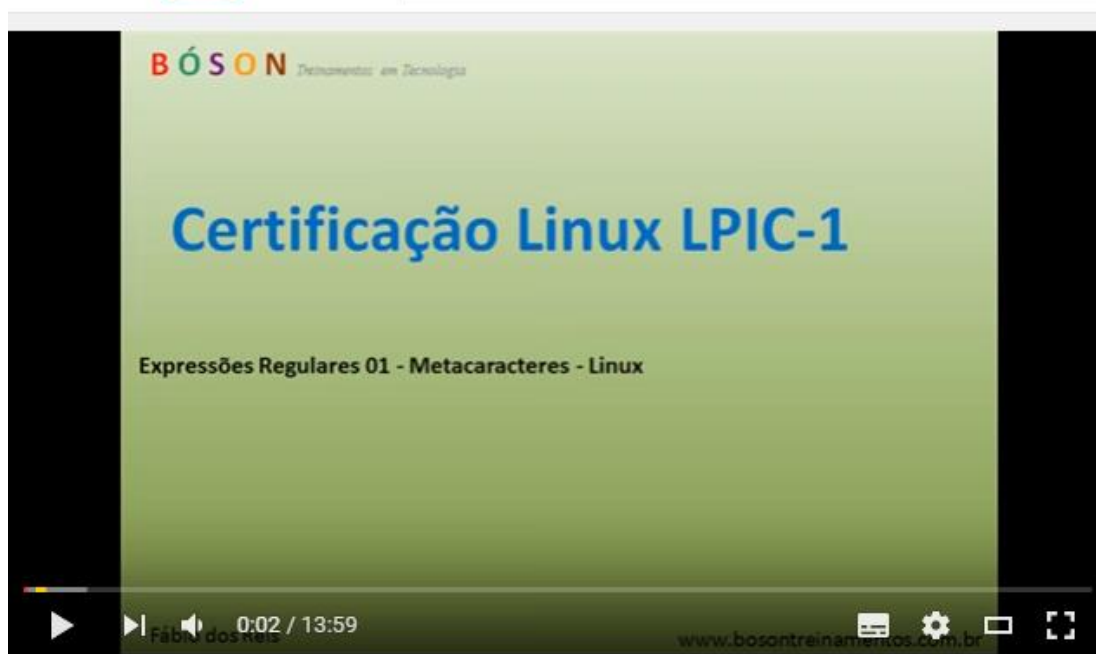 BÓSON Treinamentos em Tecnologia
Certificação Linux LPIC-1
Expressões Regulares 01 - Metacaracteres - Linux
0:02 / 13:59
Fábio dos Reis
www.bosontreinamentos.com.br